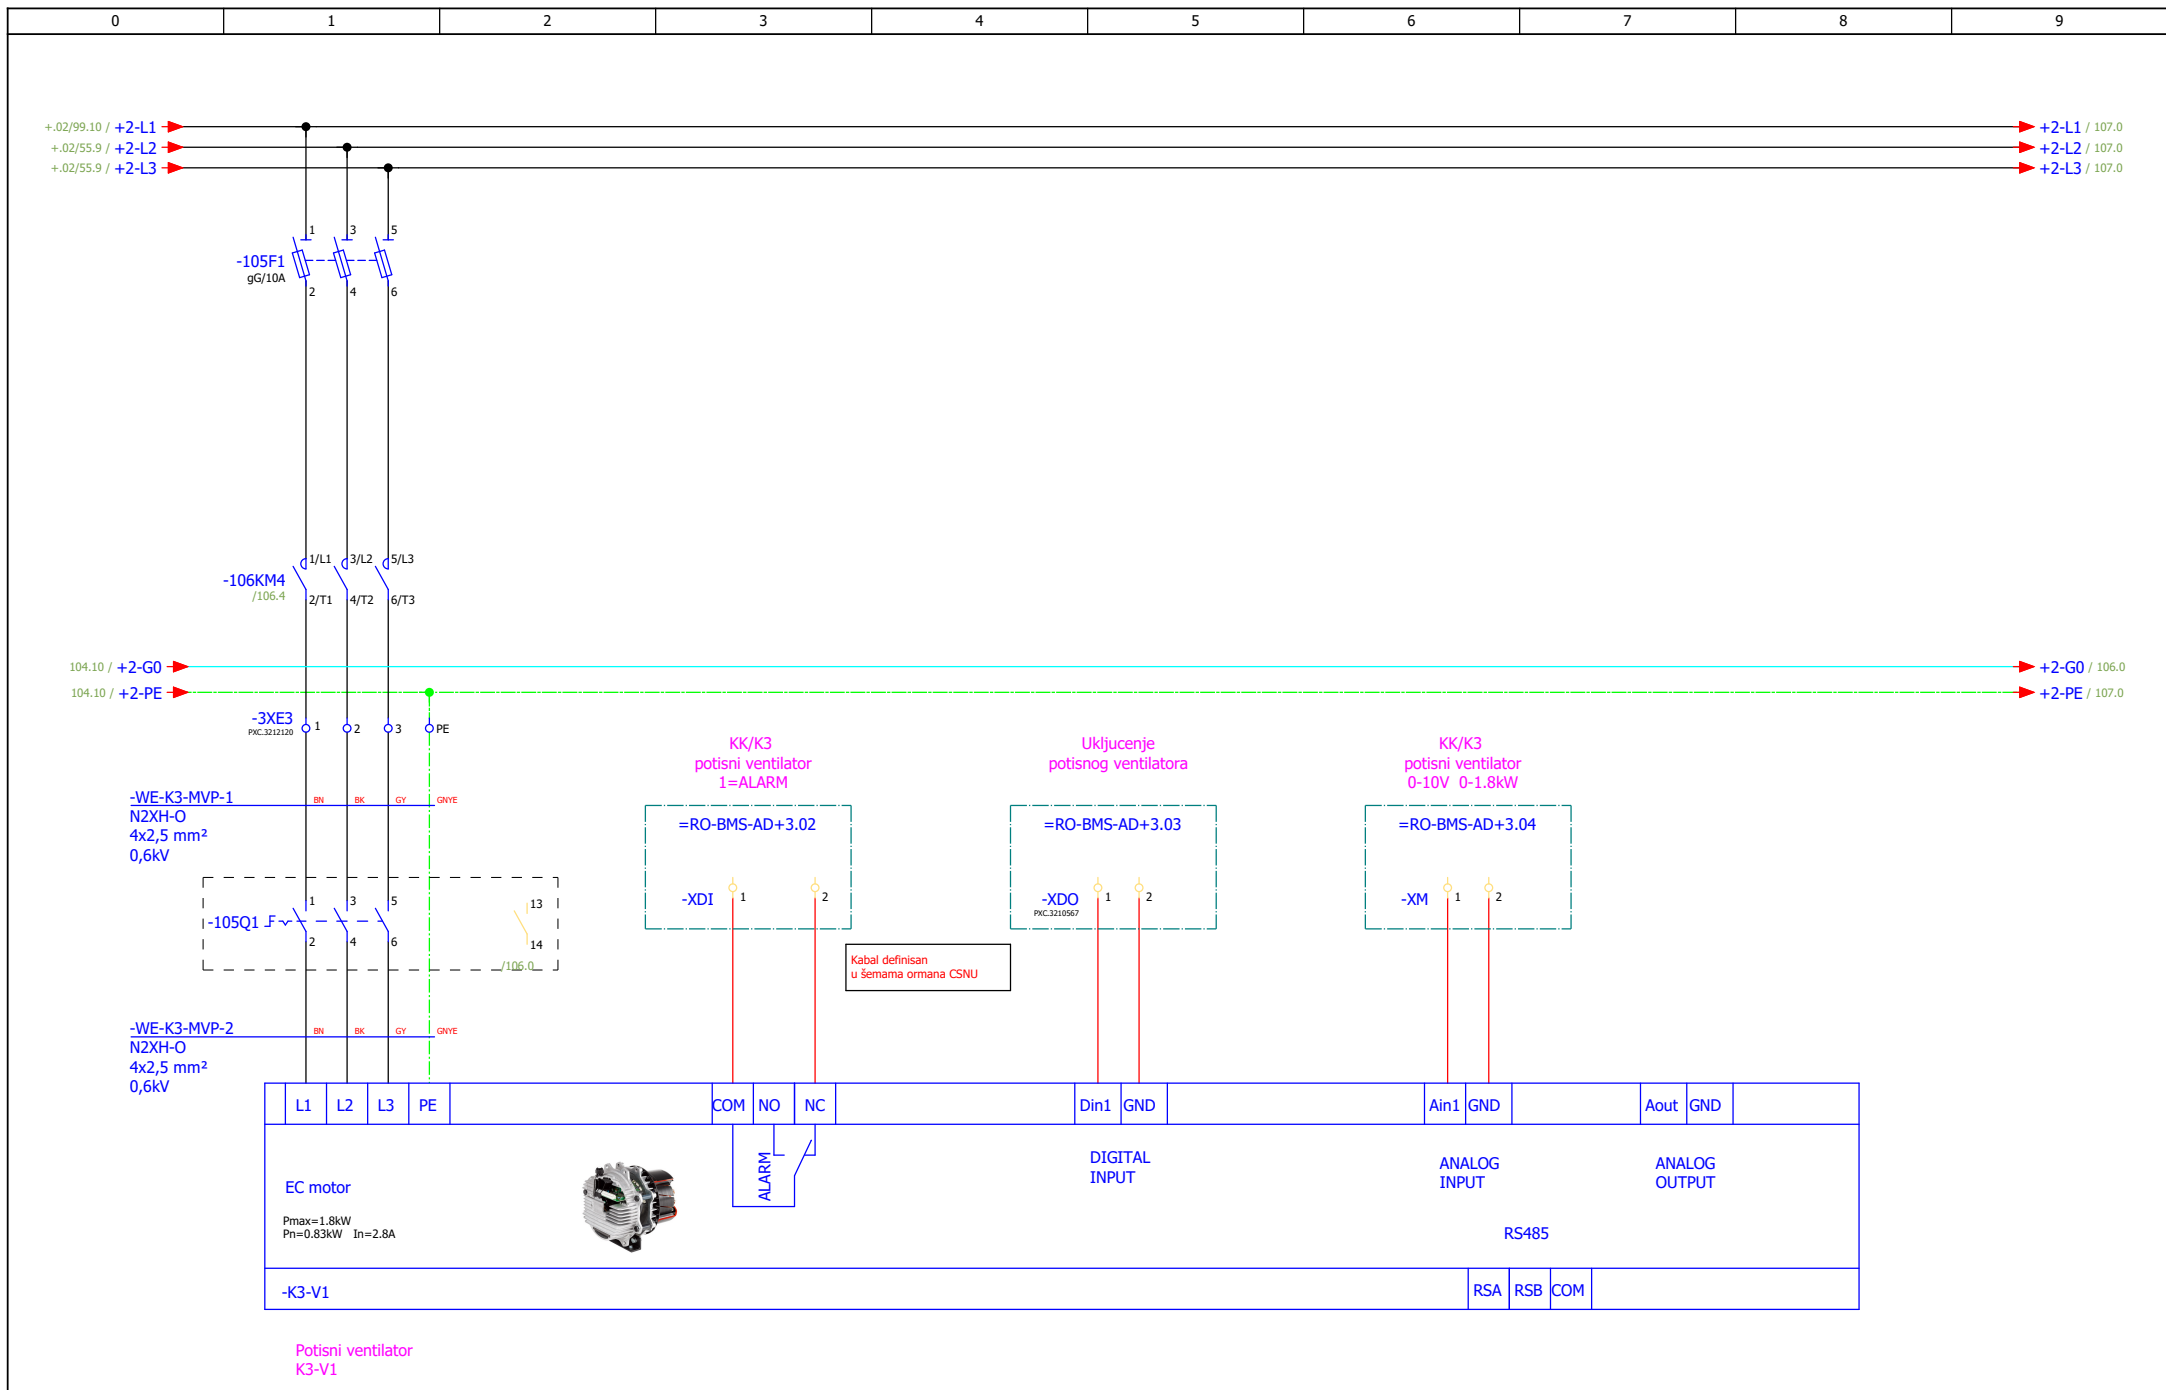 0 1 2 3 4 5 6 7 8 9
+.02/99.10 / +2-L1
+2-L1 / 107.0
+.02/55.9 / +2-L2
+2-L2 / 107.0
+.02/55.9 / +2-L3
+2-L3 / 107.0
1 3 5
-105F1
gG/10A
2 4 6
1/L1 3/L2 5/L3
-106KM4
/106.4
2/T1 4/T2 6/T3
104.10 / +2-G0
+2-G0 / 106.0
104.10 / +2-PE
+2-PE / 107.0
-3XE3
PXC.3212120
1 2 3 PE
KK/K3
potisni ventilator
1=ALARM
Ukljucenje
potisnog ventilatora
KK/K3
potisni ventilator
0-10V 0-1.8kW
-WE-K3-MVP-1
BN BK GY GNYE
N2XH-O
4x2,5 mm²
0,6kV
=RO-BMS-AD+3.02
-XDI
1 2
=RO-BMS-AD+3.03
-XDO
PXC.3210567
1 2
=RO-BMS-AD+3.04
-XM
1 2
1 3 5 13
-105Q1
2 4 6 14
/106.0
Kabal definisan
u šemama ormana CSNU
-WE-K3-MVP-2
BN BK GY GNYE
N2XH-O
4x2,5 mm²
0,6kV
L1 L2 L3 PE COM NO NC Din1 GND Ain1 GND Aout GND
ALARM
DIGITAL
INPUT
ANALOG
INPUT
ANALOG
OUTPUT
EC motor
Pmax=1.8kW
Pn=0.83kW In=2.8A
RS485
-K3-V1
RSA RSB COM
Potisni ventilator
K3-V1